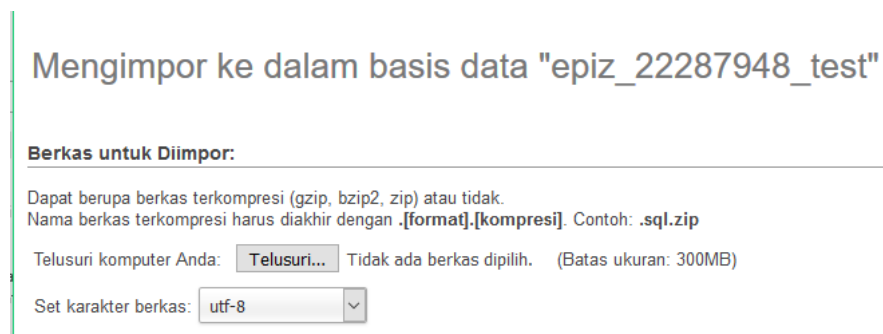 Mengimpor ke dalam basis data "epiz_22287948_test"
Berkas untuk Diimpor:
Dapat berupa berkas terkompresi (gzip, bzip2, zip) atau tidak.
Nama berkas terkompresi harus diakhir dengan .[format].[kompresi]. Contoh: .sql.zip
Telusuri komputer Anda: Telusuri... Tidak ada berkas dipilih. (Batas ukuran: 300MB)
Set karakter berkas: utf-8